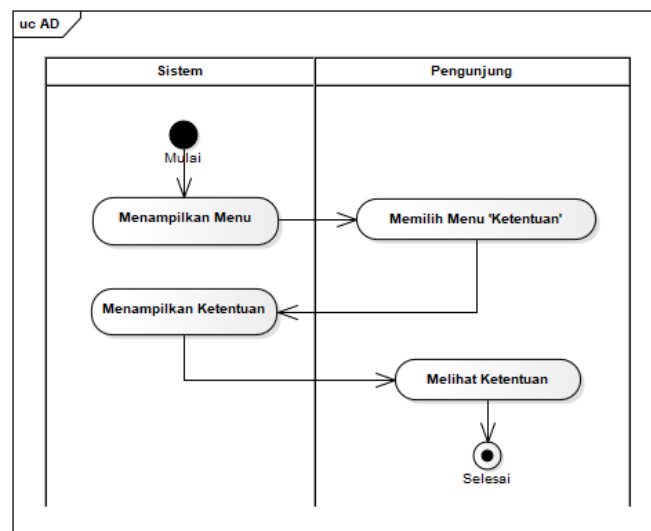 uc AD
Sistem
Pengunjung
Mulai
Menampilkan Menu
Memilih Menu 'Ketentuan'
Menampilkan Ketentuan
Melihat Ketentuan
Selesai